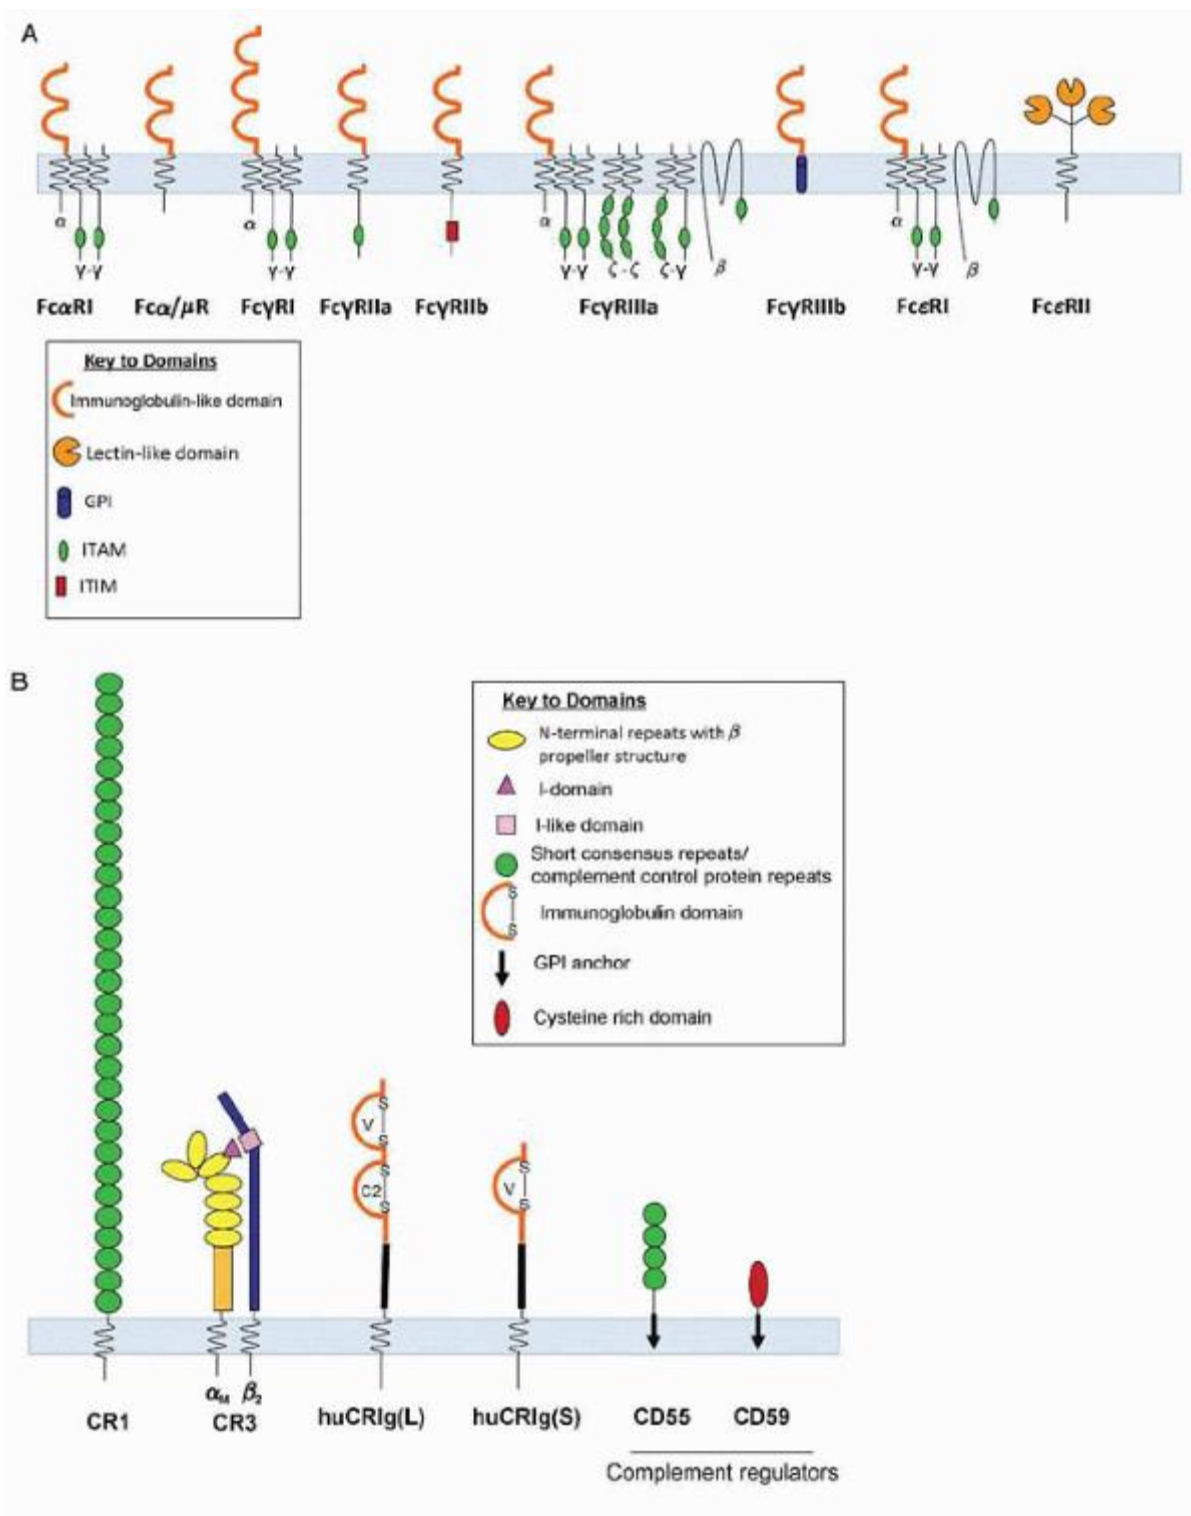 A
α
γ-γ
α
γ-γ
α
γ-γ
ζ-ζ
ζ-γ
β
α
γ-γ
β
FcαRI
Fcα/μR
FcγRI
FcγRIIa
FcγRIIb
FcγRIIIa
FcγRIIIb
FcεRI
FcεRII
Key to Domains
Immunoglobulin-like domain
Lectin-like domain
GPI
ITAM
ITIM
B
Key to Domains
N-terminal repeats with β
propeller structure
I-domain
I-like domain
Short consensus repeats/
complement control protein repeats
S
S
Immunoglobulin domain
GPI anchor
Cysteine rich domain
S
V
S
S
C2
S
S
V
S
αM β2
CR1
CR3
huCRIg(L)
huCRIg(S)
CD55
CD59
Complement regulators